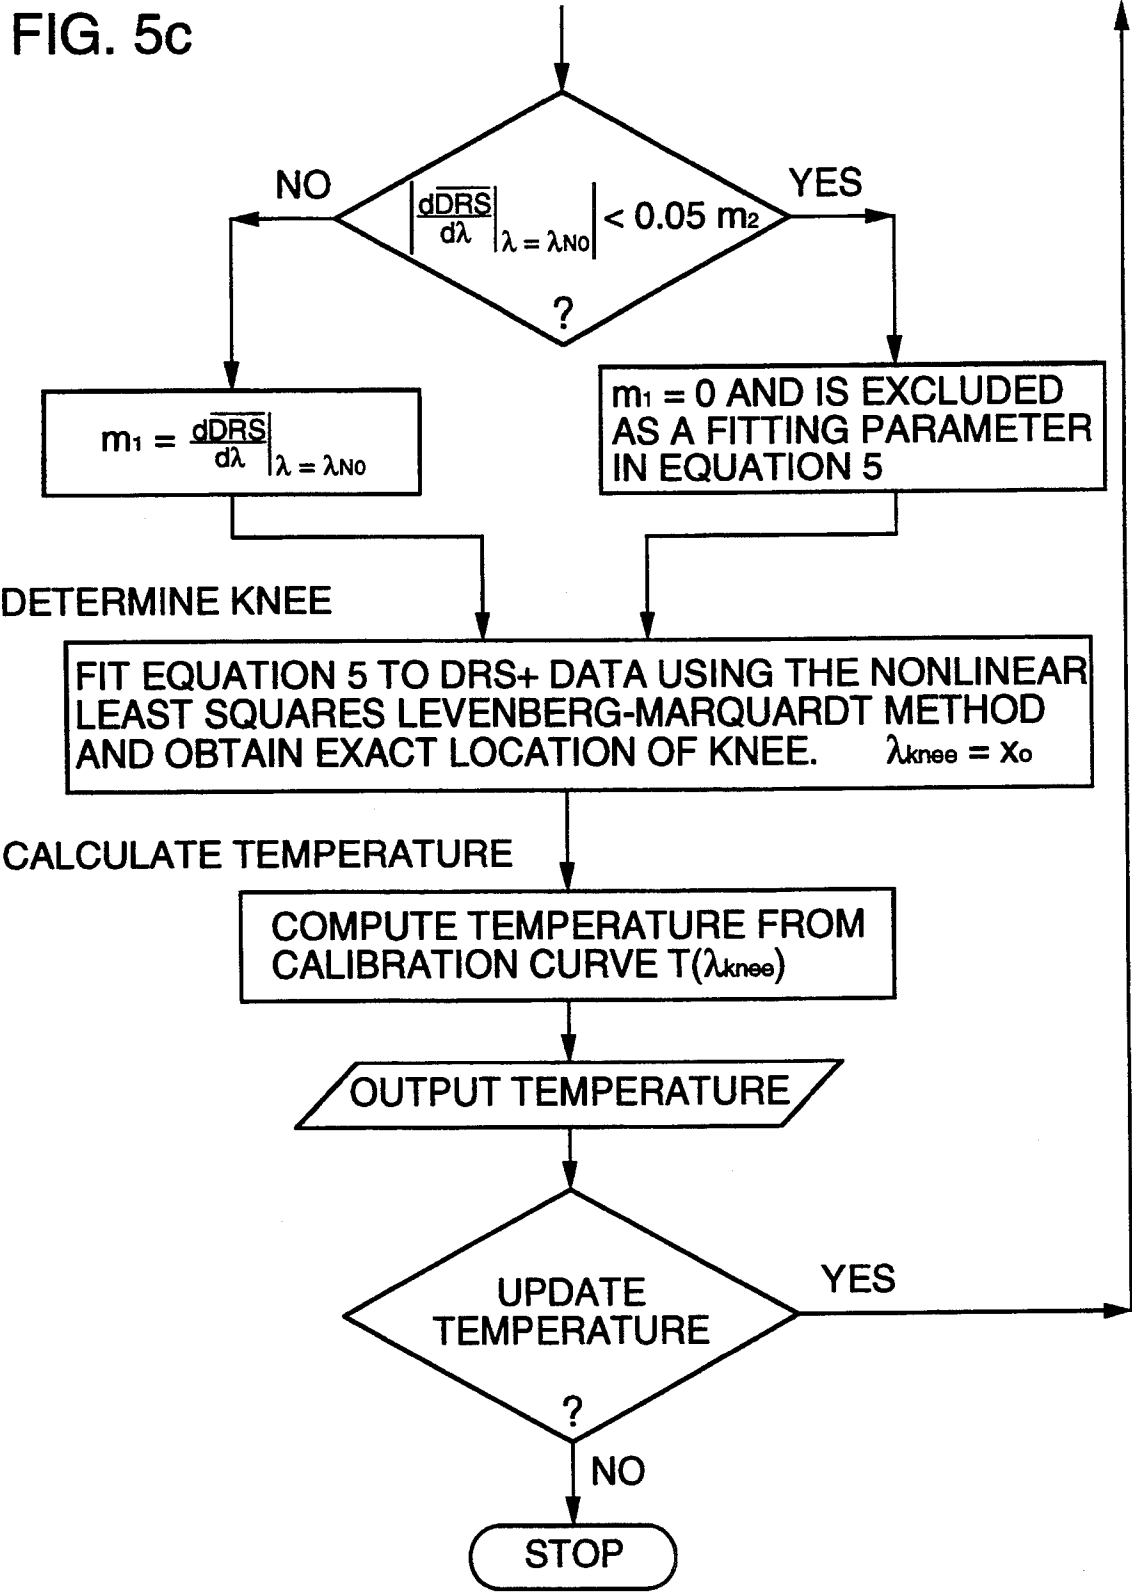 FIG. 5c
NO
YES
|dDRS̅/dλ|λ = λN0| < 0.05 m2
?
m1 = dDRS̅/dλ|λ = λN0
m1 = 0 AND IS EXCLUDED
AS A FITTING PARAMETER
IN EQUATION 5
DETERMINE KNEE
FIT EQUATION 5 TO DRS+ DATA USING THE NONLINEAR
LEAST SQUARES LEVENBERG-MARQUARDT METHOD
AND OBTAIN EXACT LOCATION OF KNEE. λknee = xo
CALCULATE TEMPERATURE
COMPUTE TEMPERATURE FROM
CALIBRATION CURVE T(λknee)
OUTPUT TEMPERATURE
UPDATE
TEMPERATURE
?
YES
NO
STOP